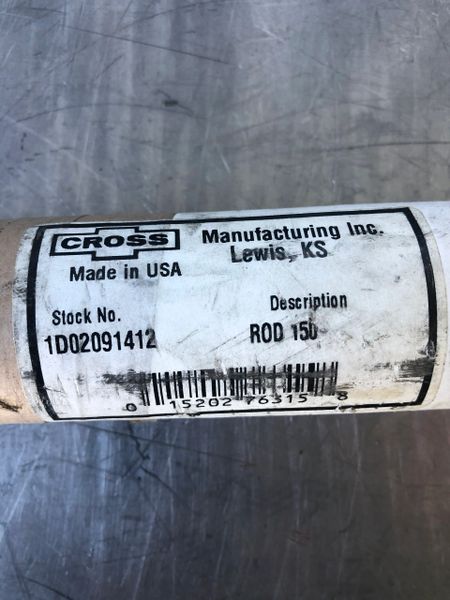 CROSS
Manufacturing Inc.
Lewis, KS
Made in USA
Stock No.
Description
1D02091412
ROD 150
0 15202 76315 8